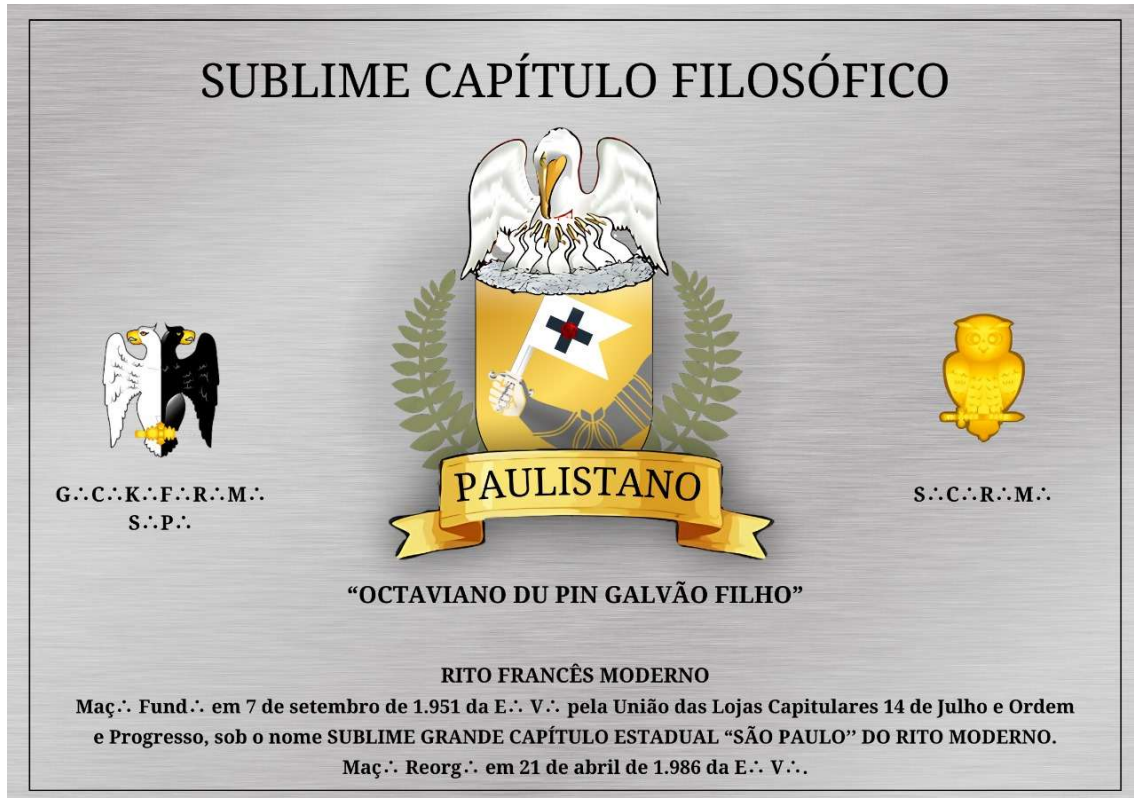 SUBLIME CAPÍTULO FILOSÓFICO
G∴C∴K∴F∴R∴M∴
S∴P∴
PAULISTANO
S∴C∴R∴M∴
“OCTAVIANO DU PIN GALVÃO FILHO”
RITO FRANCÊS MODERNO
Maç∴ Fund∴ em 7 de setembro de 1.951 da E∴ V∴ pela União das Lojas Capitulares 14 de Julho e Ordem
e Progresso, sob o nome SUBLIME GRANDE CAPÍTULO ESTADUAL “SÃO PAULO’’ DO RITO MODERNO.
Maç∴ Reorg∴ em 21 de abril de 1.986 da E∴ V∴.